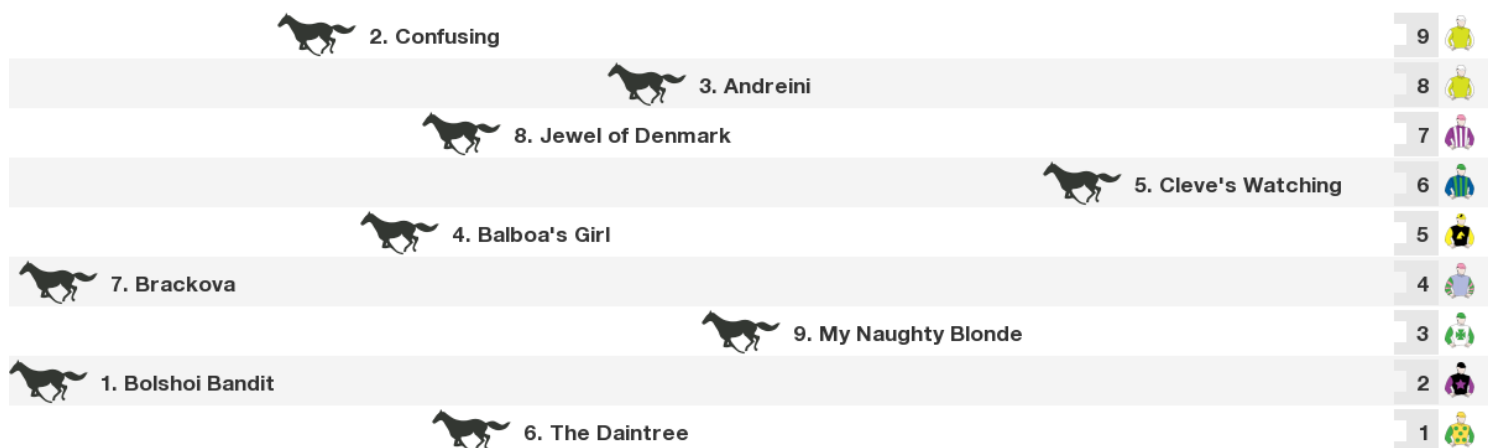 2. Confusing 9
3. Andreini 8
8. Jewel of Denmark 7
5. Cleve's Watching 6
4. Balboa's Girl 5
7. Brackova 4
9. My Naughty Blonde 3
1. Bolshoi Bandit 2
6. The Daintree 1